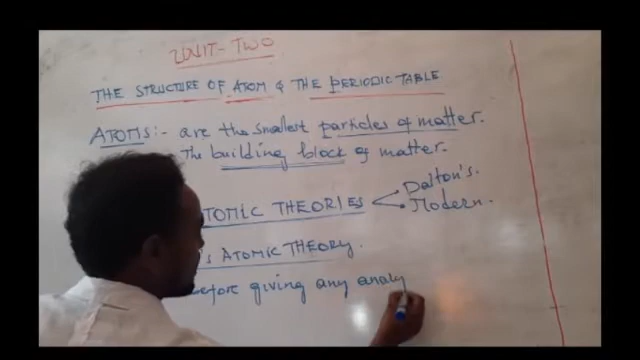 UNIT-TWO
THE STRUCTURE OF ATOM & THE PERIODIC TABLE
ATOMS:- are the smallest particles of matter.
The building block of matter.
TOMIC THEORIES Dalton's.
Modern.
's ATOMIC THEORY.
efore giving any analy